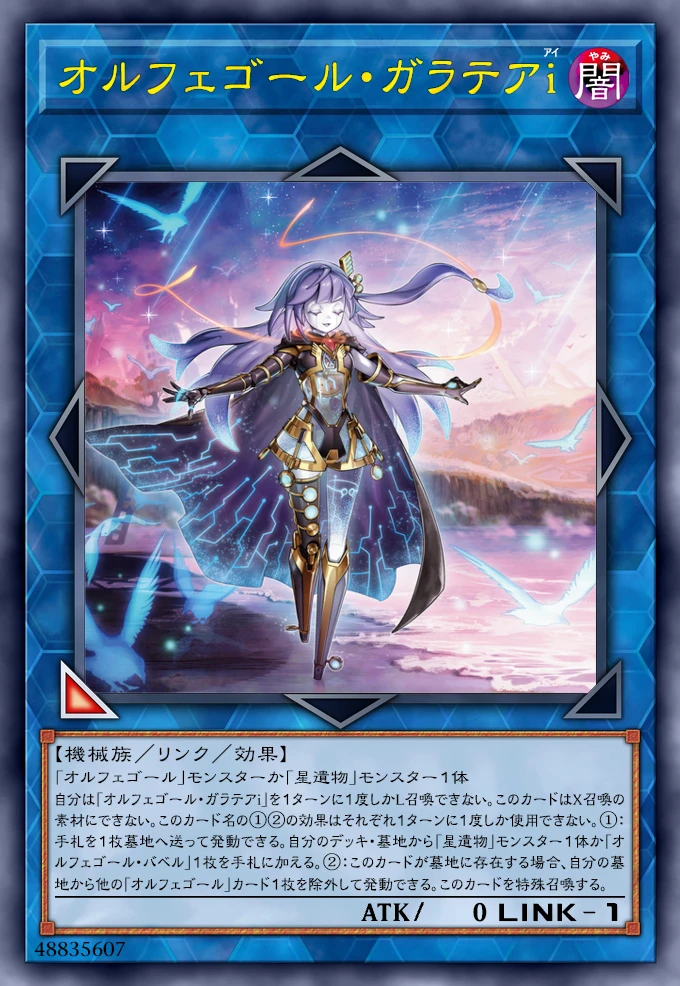 アイ
オルフェゴール・ガラテアi
やみ
闇
【機械族／リンク／効果】
「オルフェゴール」モンスターか「星遺物」モンスター1体
自分は「オルフェゴール・ガラテアi」を1ターンに1度しかL召喚できない。このカードはX召喚の
素材にできない。このカード名の①②の効果はそれぞれ1ターンに1度しか使用できない。①：
手札を1枚墓地へ送って発動できる。自分のデッキ・墓地から「星遺物」モンスター1体か「オ
ルフェゴール・バベル」1枚を手札に加える。②：このカードが墓地に存在する場合、自分の墓
地から他の「オルフェゴール」カード1枚を除外して発動できる。このカードを特殊召喚する。
ATK/ 0 LINK－1
48835607